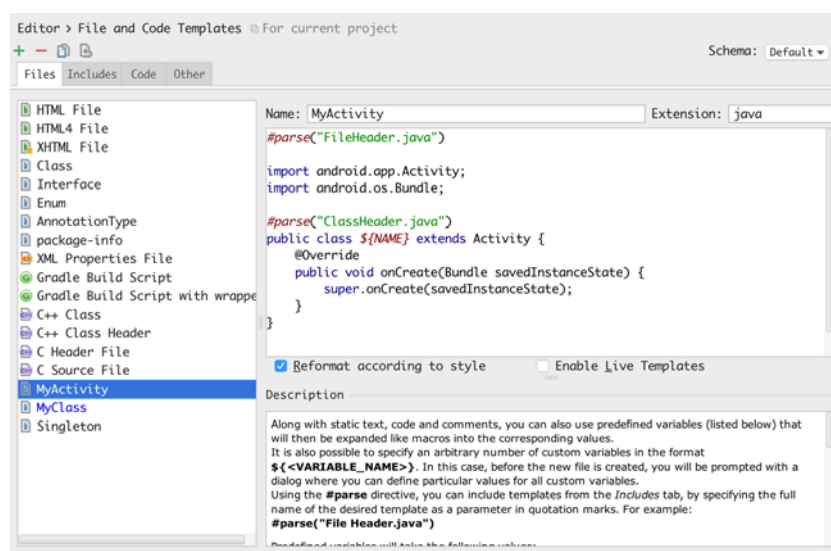 Editor > File and Code Templates For current project
Schema: Default
Files Includes Code Other
HTML File
HTML4 File
XHTML File
Class
Interface
Enum
AnnotationType
package-info
XML Properties File
Gradle Build Script
Gradle Build Script with wrappe
C++ Class
C++ Class Header
C Header File
C Source File
MyActivity
MyClass
Singleton
Name: MyActivity Extension: java
#parse("FileHeader.java")
import android.app.Activity;
import android.os.Bundle;
#parse("ClassHeader.java")
public class ${NAME} extends Activity {
@Override
public void onCreate(Bundle savedInstanceState) {
super.onCreate(savedInstanceState);
}
}
Reformat according to style Enable Live Templates
Description
Along with static text, code and comments, you can also use predefined variables (listed below) that
will then be expanded like macros into the corresponding values.
It is also possible to specify an arbitrary number of custom variables in the format
${<VARIABLE_NAME>}. In this case, before the new file is created, you will be prompted with a
dialog where you can define particular values for all custom variables.
Using the #parse directive, you can include templates from the Includes tab, by specifying the full
name of the desired template as a parameter in quotation marks. For example:
#parse("File Header.java")
Predefined variables will take the following values: